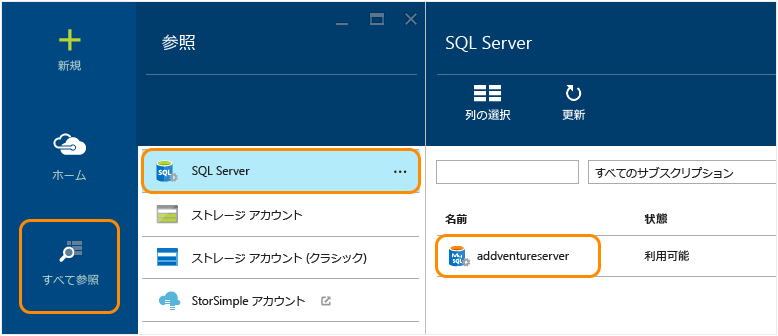 新規
ホーム
すべて参照
参照
SQL SQL Server ...
ストレージ アカウント
ストレージ アカウント (クラシック)
StorSimple アカウント
SQL Server
列の選択 更新
すべてのサブスクリプション
名前 状態
My SQL addventureserver 利用可能